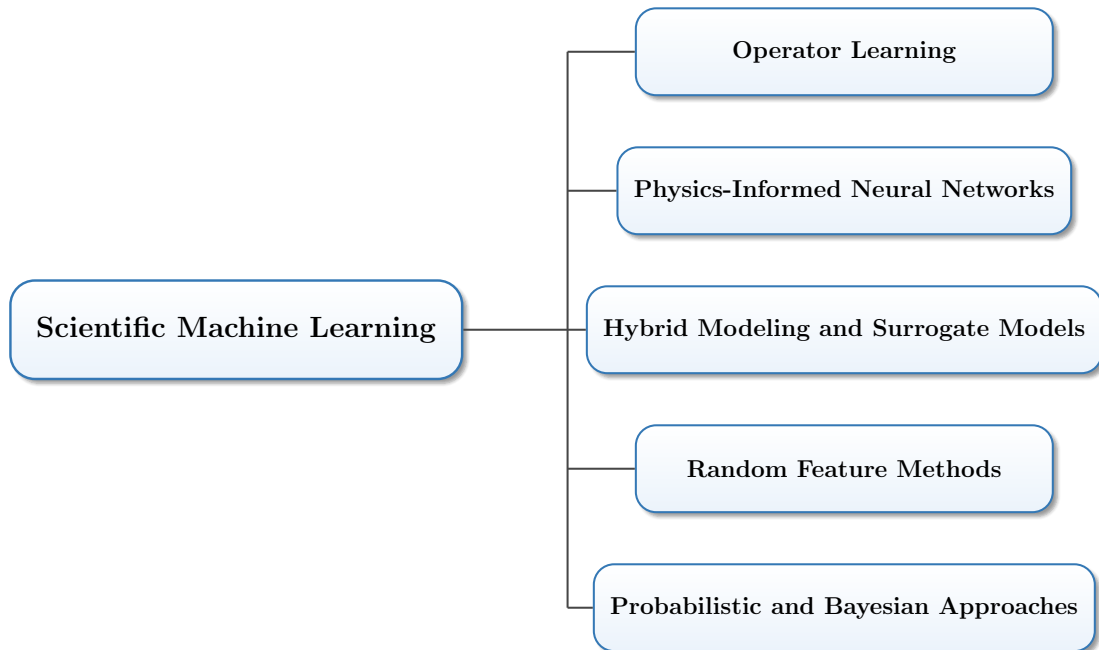 Scientific Machine Learning
Operator Learning
Physics-Informed Neural Networks
Hybrid Modeling and Surrogate Models
Random Feature Methods
Probabilistic and Bayesian Approaches